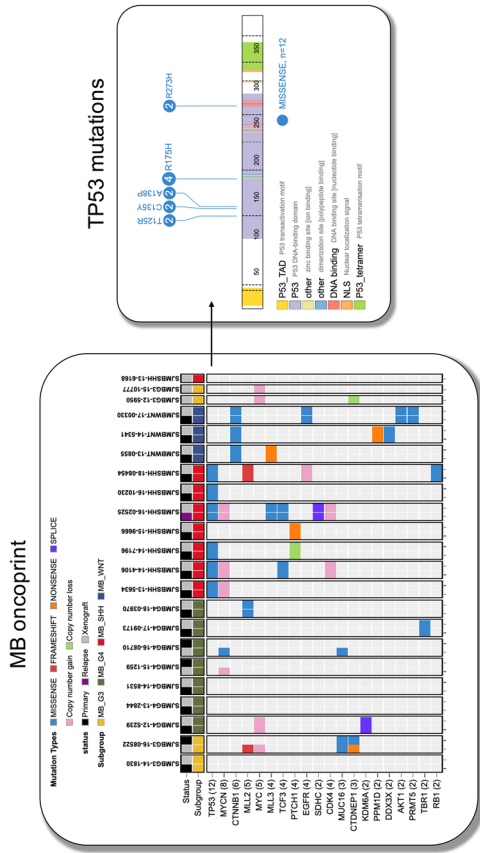 MB oncoprint
Mutation Types
MISSENSE
FRAMESHIFT
NONSENSE
SPLICE
Copy number gain
Copy number loss
status
Primary
Relapse
Xenograft
Subgroup
MB_G3
MB_G4
MB_SHH
MB_WNT
SJMBG4-14-1830
SJMBG3-16-08522
SJMBG4-12-5239
SJMBG4-13-2844
SJMBG4-14-8531
SJMBG4-15-1259
SJMBG4-16-08710
SJMBG4-17-09173
SJMBG4-18-03970
SJMBSHH-13-5634
SJMBSHH-14-4106
SJMBSHH-14-7196
SJMBSHH-15-9666
SJMBSHH-16-02525
SJMBSHH-16-10230
SJMBSHH-18-08454
SJMBWNT-13-0855
SJMBWNT-14-5341
SJMBWNT-17-0330
SJMBG3-12-5950
SJMBG3-15-10777
SJMBSHH-13-6168
Status
Subgroup
TP53 (12)
MYCN (8)
CTNNB1 (6)
MLL2 (5)
MYC (5)
MLL3 (4)
TCF3 (4)
PTCH1 (4)
EGFR (4)
SDHC (2)
CDK4 (4)
MUC16 (3)
CTDNEP1 (3)
KDM6A (2)
PPM1D (2)
DDX3X (2)
AKT1 (2)
PRMT5 (2)
TBR1 (2)
RB1 (2)
TP53 mutations
2 T125R
2 C135Y
2 A138P
4 R175H
2 R273H
50
100
150
200
250
300
350
MISSENSE, n=12
P53_TAD P53 transactivation motif
P53 P53 DNA-binding domain
other zinc binding site [ion binding]
other dimerization site [polypeptide binding]
DNA binding DNA binding site [nucleotide binding]
NLS Nuclear localization signal
P53_tetramer P53 tetramerisation motif